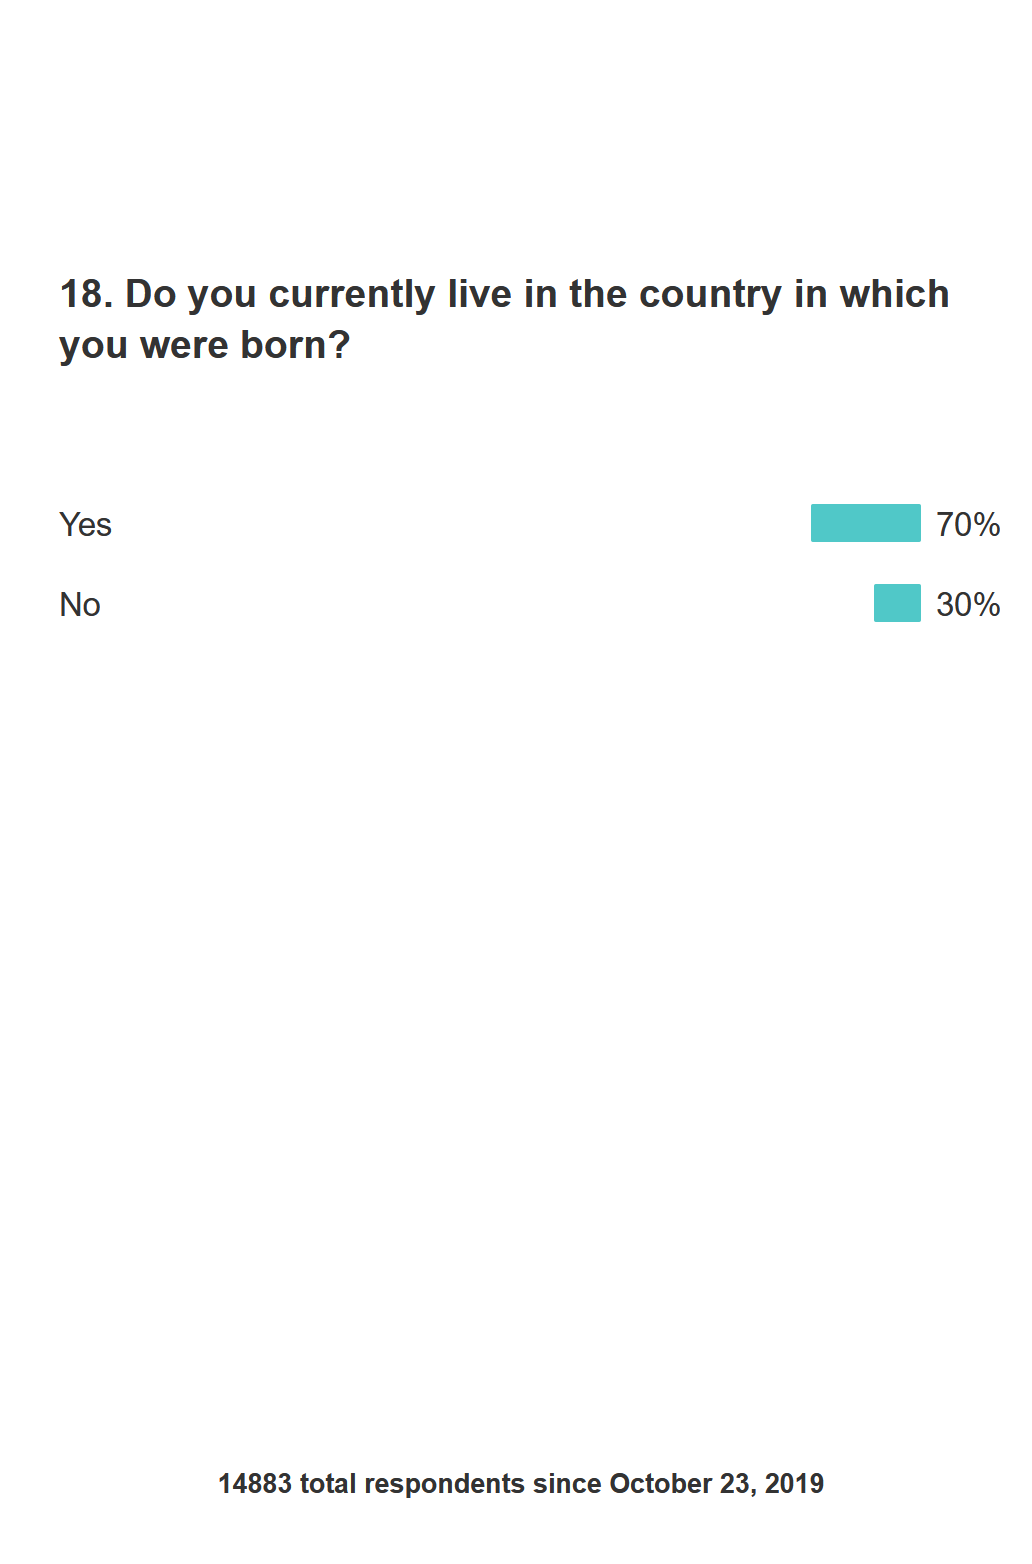 18. Do you currently live in the country in which
you were born?
Yes 70%
No 30%
14883 total respondents since October 23, 2019